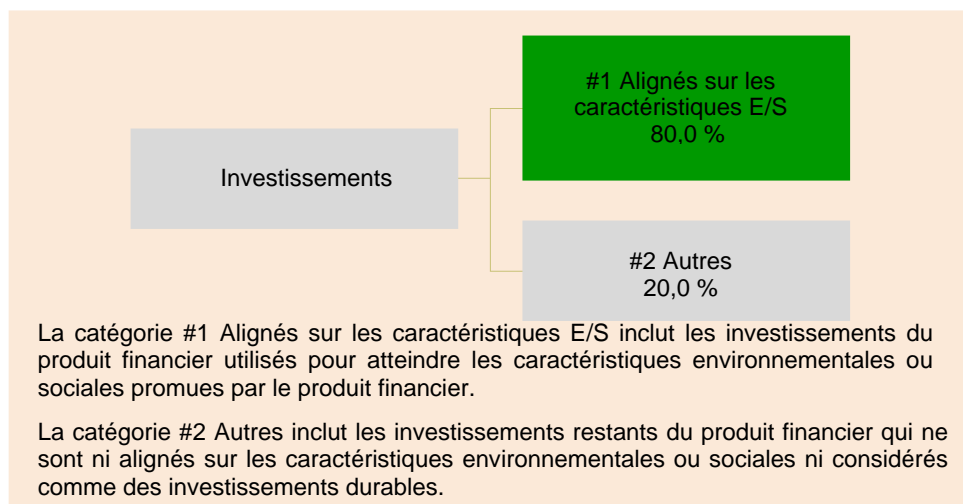 #1 Alignés sur les
caractéristiques E/S
80,0 %
Investissements
#2 Autres
20,0 %
La catégorie #1 Alignés sur les caractéristiques E/S inclut les investissements du
produit financier utilisés pour atteindre les caractéristiques environnementales ou
sociales promues par le produit financier.
La catégorie #2 Autres inclut les investissements restants du produit financier qui ne
sont ni alignés sur les caractéristiques environnementales ou sociales ni considérés
comme des investissements durables.